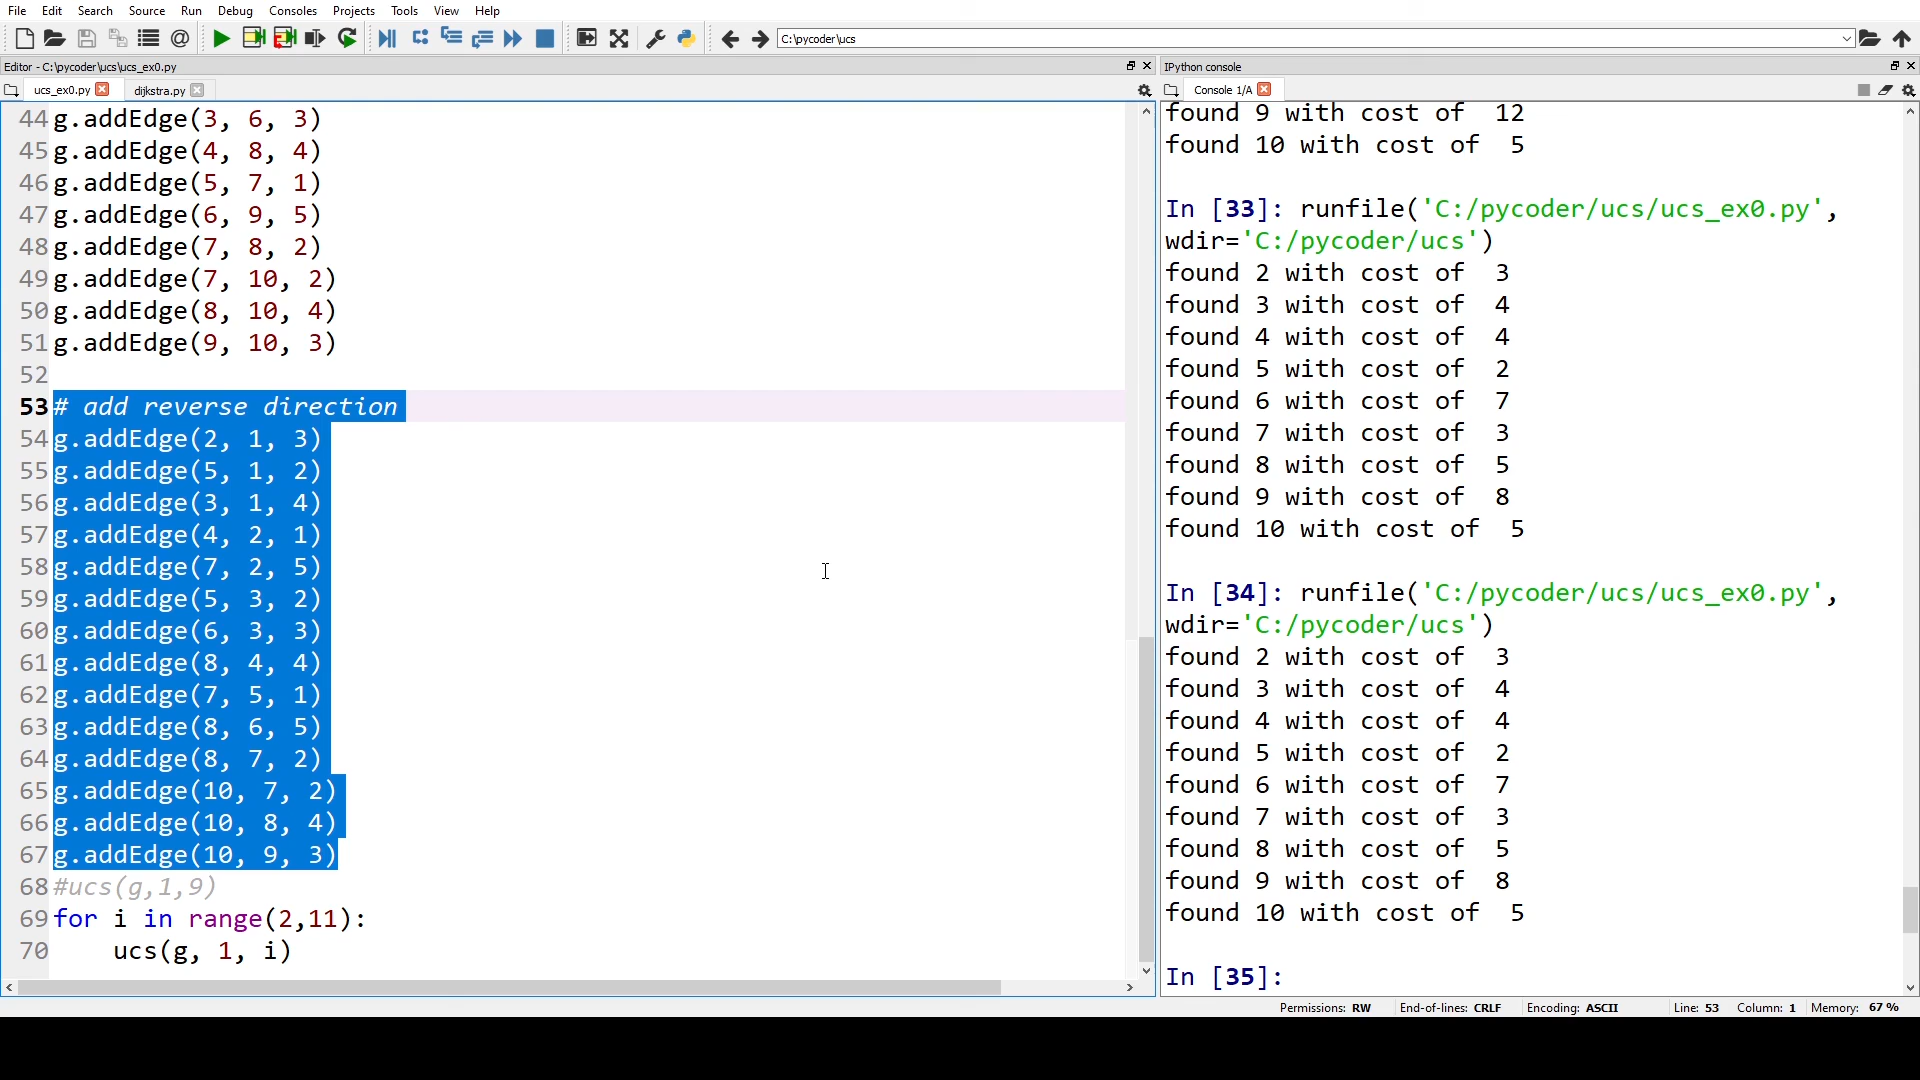 File Edit Search Source Run Debug Consoles Projects Tools View Help
C:\pycoder\ucs
Editor - C:\pycoder\ucs\ucs_ex0.py
ucs_ex0.py dijkstra.py
44 g.addEdge(3, 6, 3)
45 g.addEdge(4, 8, 4)
46 g.addEdge(5, 7, 1)
47 g.addEdge(6, 9, 5)
48 g.addEdge(7, 8, 2)
49 g.addEdge(7, 10, 2)
50 g.addEdge(8, 10, 4)
51 g.addEdge(9, 10, 3)
52
53 # add reverse direction
54 g.addEdge(2, 1, 3)
55 g.addEdge(5, 1, 2)
56 g.addEdge(3, 1, 4)
57 g.addEdge(4, 2, 1)
58 g.addEdge(7, 2, 5)
59 g.addEdge(5, 3, 2)
60 g.addEdge(6, 3, 3)
61 g.addEdge(8, 4, 4)
62 g.addEdge(7, 5, 1)
63 g.addEdge(8, 6, 5)
64 g.addEdge(8, 7, 2)
65 g.addEdge(10, 7, 2)
66 g.addEdge(10, 8, 4)
67 g.addEdge(10, 9, 3)
68 #ucs(g,1,9)
69 for i in range(2,11):
70     ucs(g, 1, i)
IPython console
Console 1/A
found 9 with cost of  12
found 10 with cost of  5
In [33]: runfile('C:/pycoder/ucs/ucs_ex0.py',
wdir='C:/pycoder/ucs')
found 2 with cost of  3
found 3 with cost of  4
found 4 with cost of  4
found 5 with cost of  2
found 6 with cost of  7
found 7 with cost of  3
found 8 with cost of  5
found 9 with cost of  8
found 10 with cost of  5
In [34]: runfile('C:/pycoder/ucs/ucs_ex0.py',
wdir='C:/pycoder/ucs')
found 2 with cost of  3
found 3 with cost of  4
found 4 with cost of  4
found 5 with cost of  2
found 6 with cost of  7
found 7 with cost of  3
found 8 with cost of  5
found 9 with cost of  8
found 10 with cost of  5
In [35]:
Permissions: RW End-of-lines: CRLF Encoding: ASCII Line: 53 Column: 1 Memory: 67 %